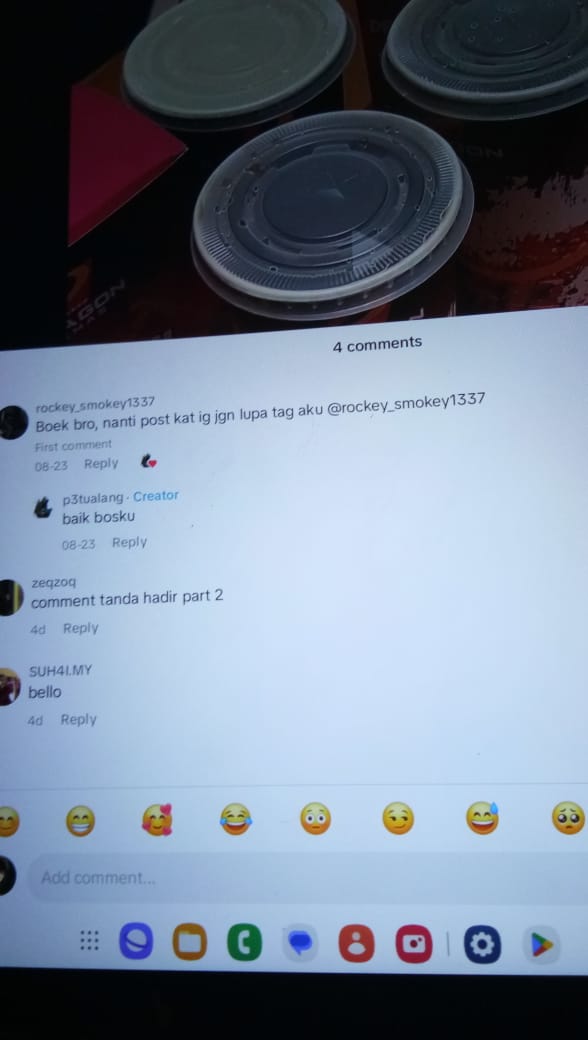 4 comments
rockey_smokey1337
Boek bro, nanti post kat ig jgn lupa tag aku @rockey_smokey1337
First comment
08-23 Reply
p3tualang · Creator
baik bosku
08-23 Reply
zeqzoq
comment tanda hadir part 2
4d Reply
SUH4I.MY
bello
4d Reply
Add comment...